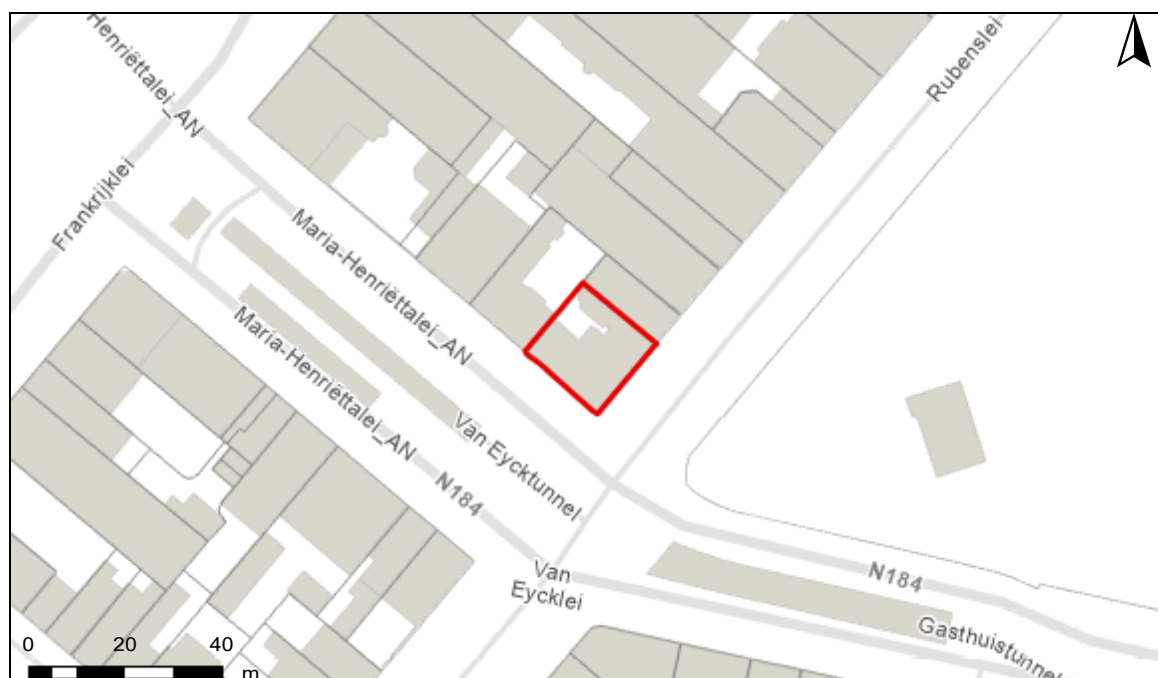 Henriëttalei_AN
Rubenslei
Frankrijklei
Maria-Henriëttalei_AN
Maria-Henriëttalei_AN
Van Eycktunnel
N184
Van
Eycklei
N184
Gasthuistunnel
0 20 40
m